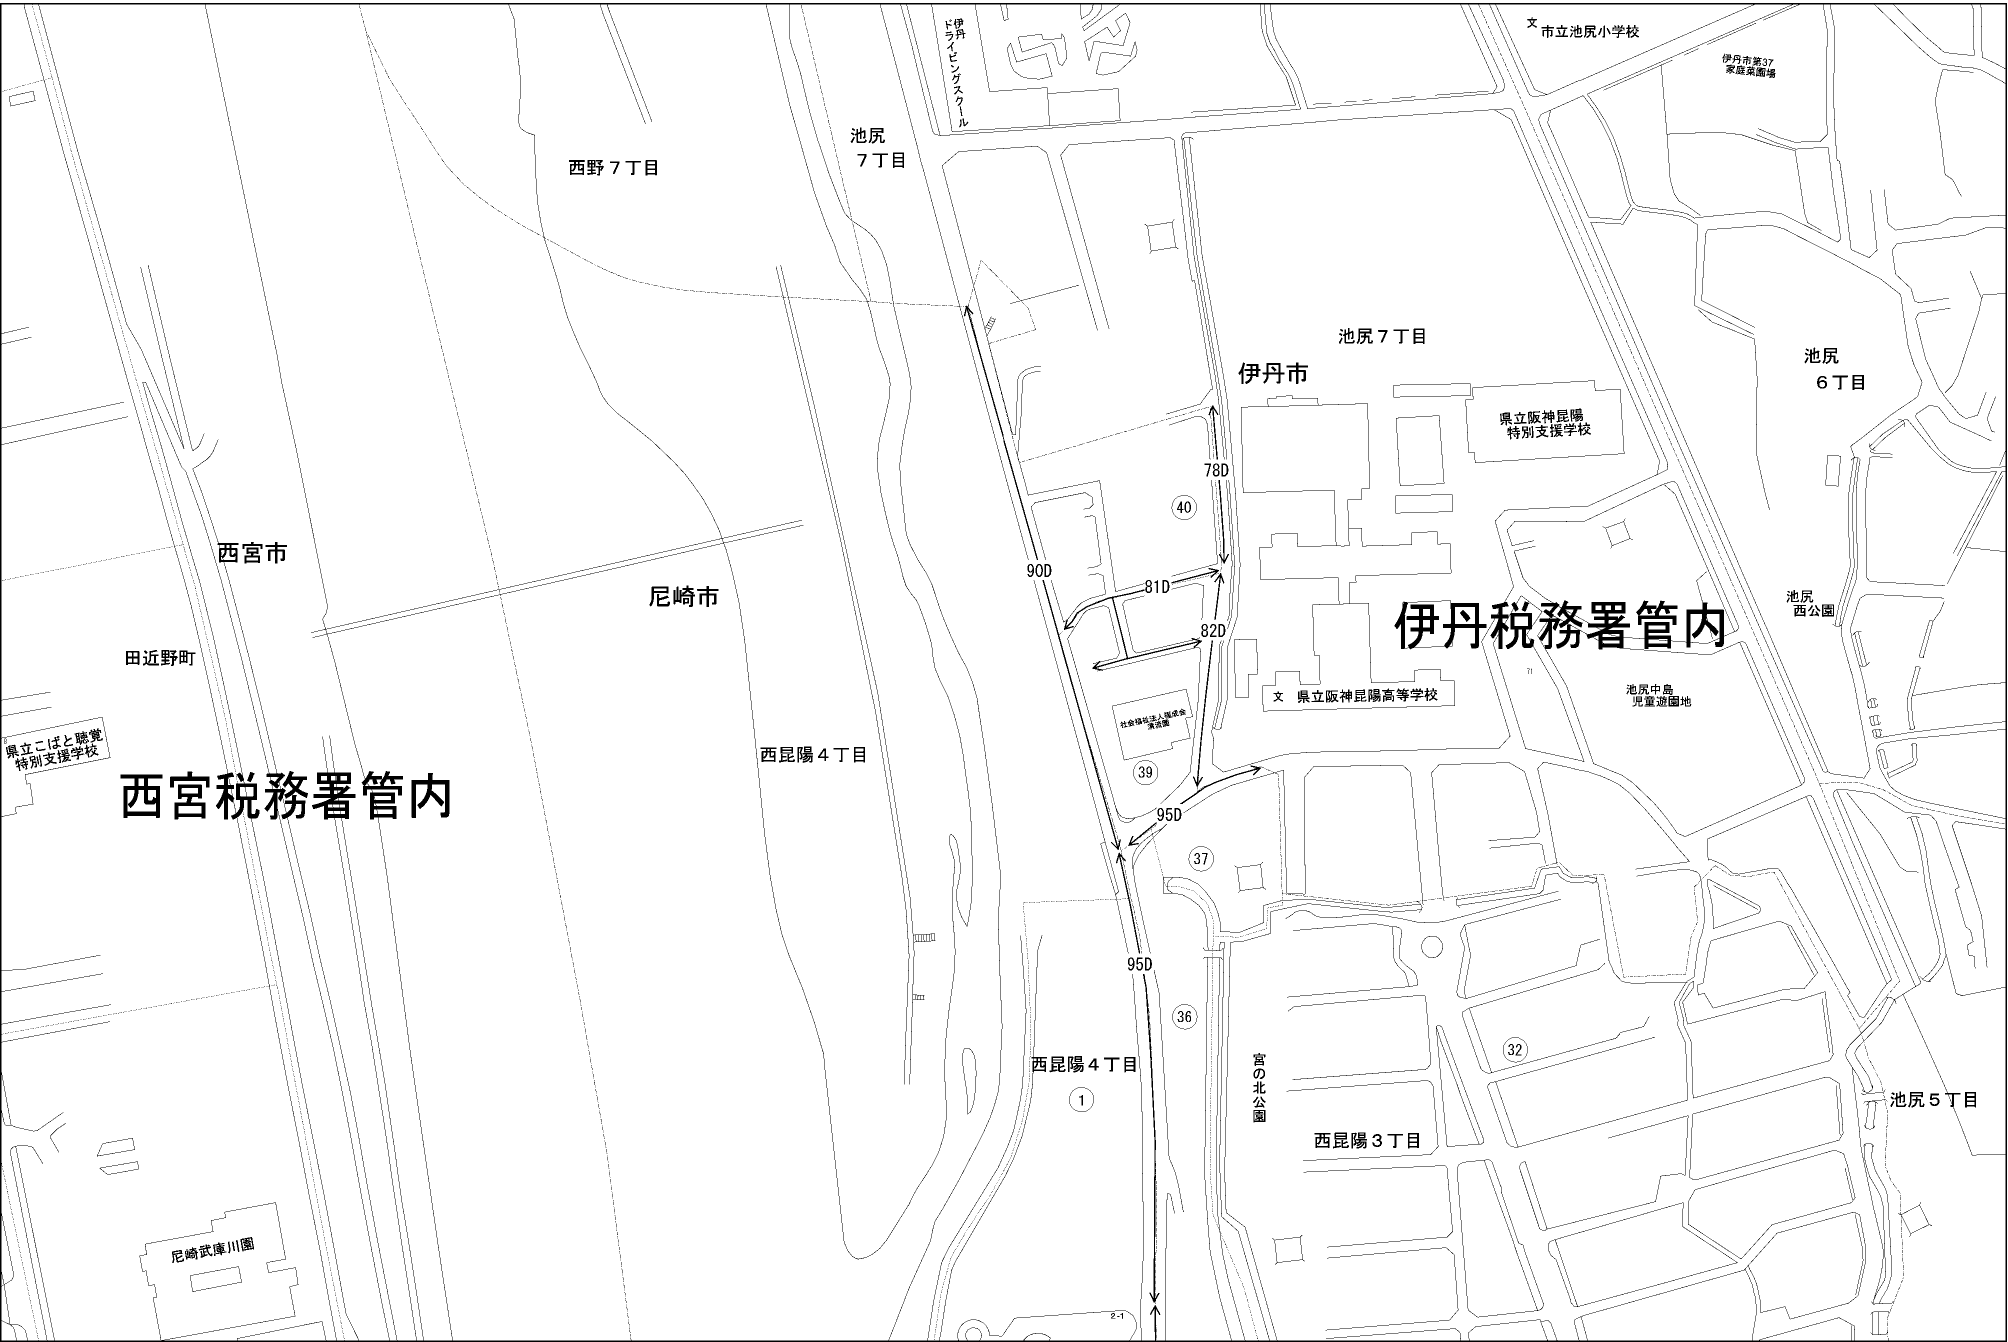 伊丹
ドライビングスクール
文 市立池尻小学校
伊丹市第37
家庭菜園場
池尻
７丁目
西野７丁目
池尻７丁目
伊丹市
池尻
６丁目
県立阪神昆陽
特別支援学校
78D
40
西宮市
尼崎市
90D
81D
82D
池尻
西公園
伊丹税務署管内
田近野町
池尻中島
児童遊園地
文 県立阪神昆陽高等学校
社会福祉法人陽成会
県立こばと聴覚
特別支援学校
西昆陽４丁目
39
西宮税務署管内
95D
37
95D
36
32
西昆陽４丁目
1
宮の北公園
池尻５丁目
西昆陽３丁目
尼崎武庫川園
2-1